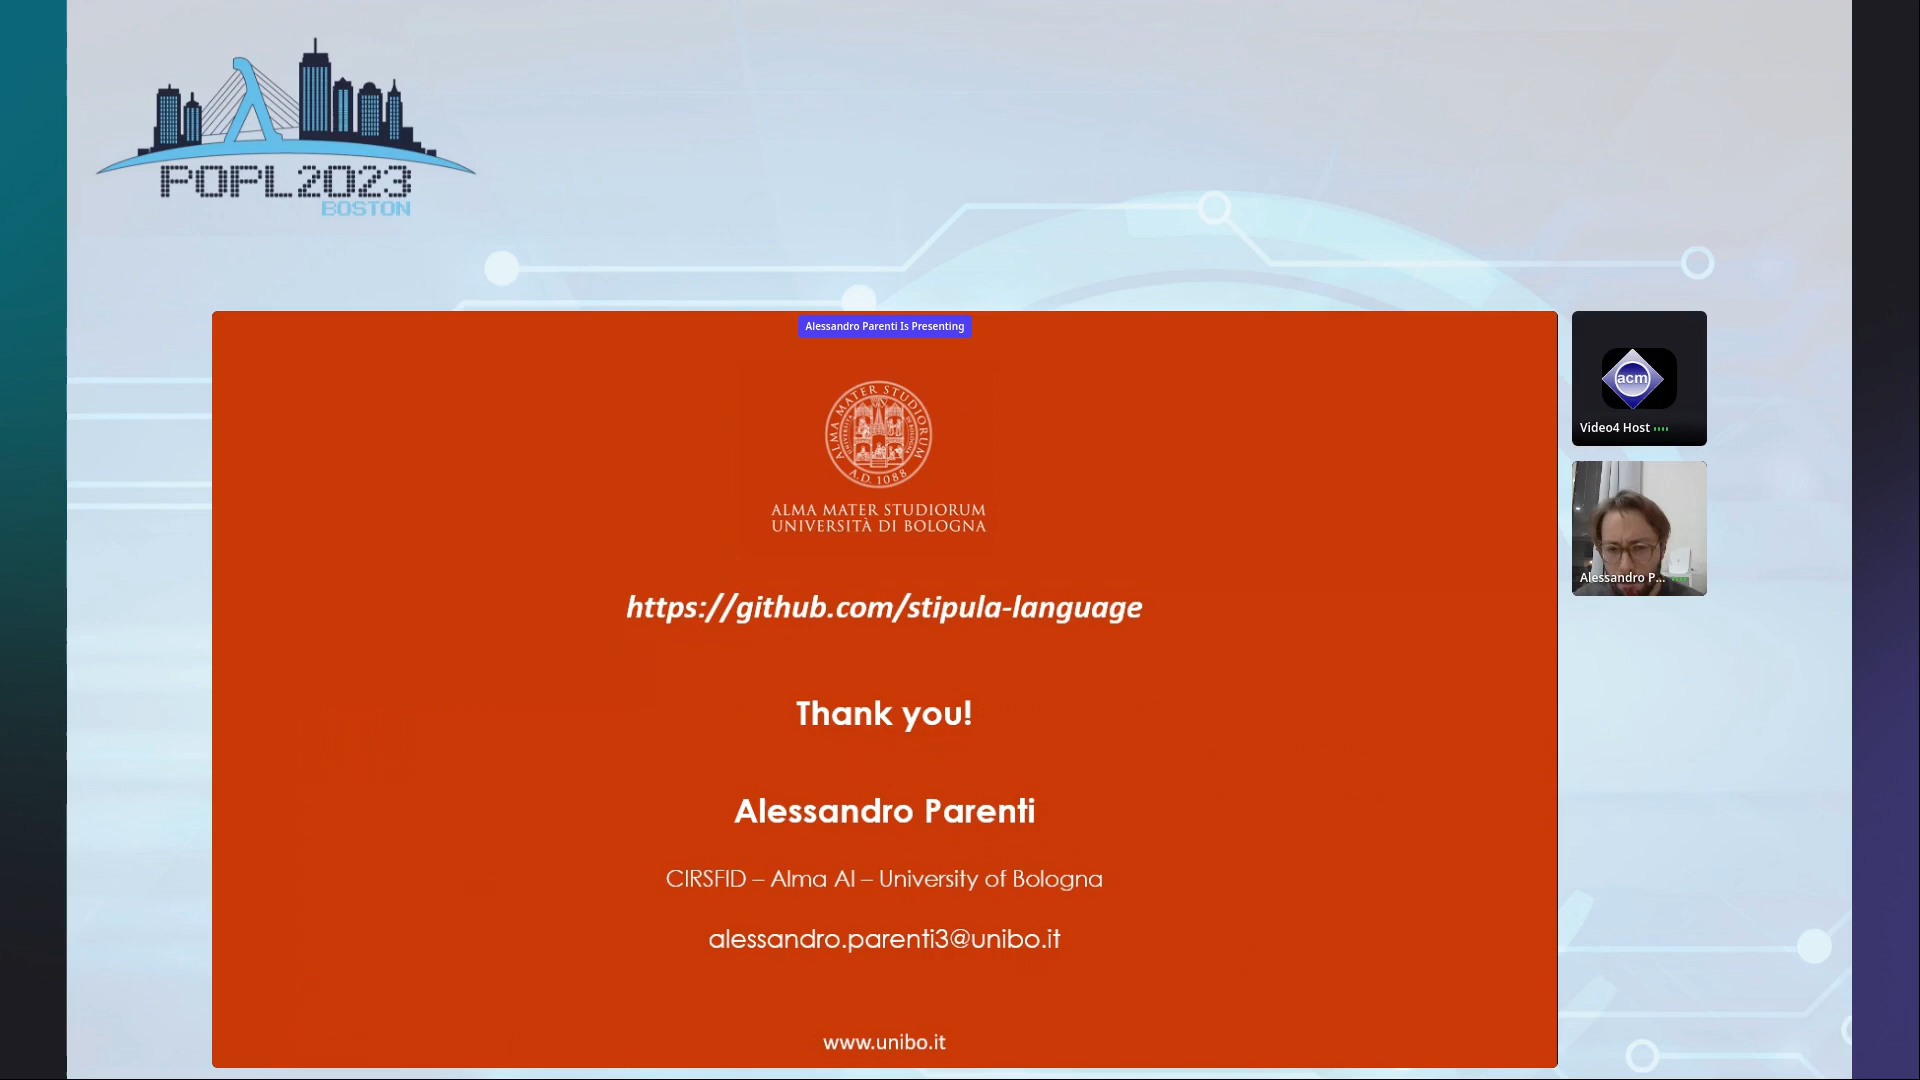 POPL2023
BOSTON
Alessandro Parenti Is Presenting
ALMA MATER STUDIORUM
A.D. 1088
ALMA MATER STUDIORUM
UNIVERSITÀ DI BOLOGNA
https://github.com/stipula-language
Thank you!
Alessandro Parenti
CIRSFID – Alma AI – University of Bologna
alessandro.parenti3@unibo.it
www.unibo.it
acm
Video4 Host
Alessandro P...